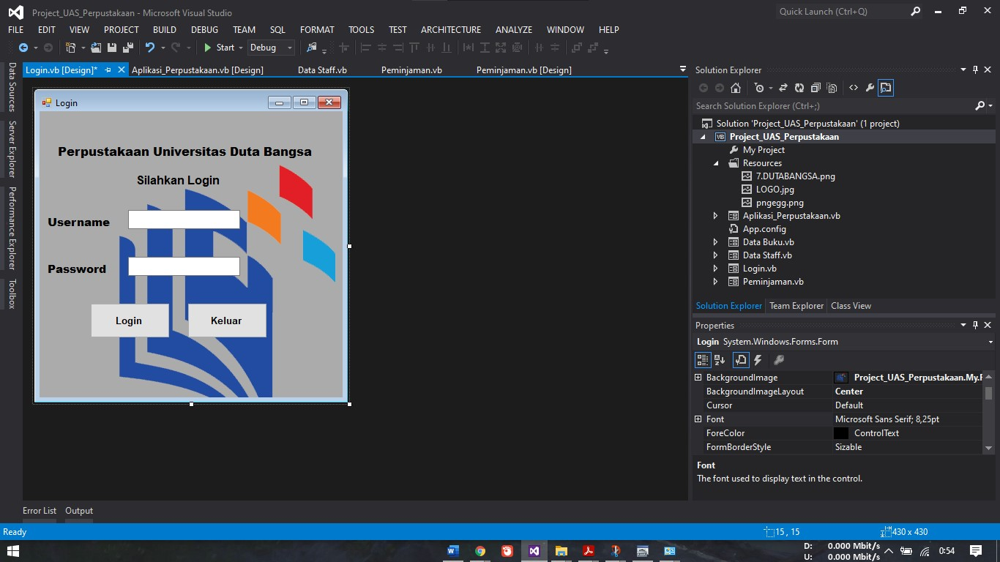 Project_UAS_Perpustakaan - Microsoft Visual Studio
Quick Launch (Ctrl+Q)
FILE EDIT VIEW PROJECT BUILD DEBUG TEAM SQL FORMAT TOOLS TEST ARCHITECTURE ANALYZE WINDOW HELP
Start Debug
Data Sources
Server Explorer
Performance Explorer
Toolbox
Login.vb [Design]* Aplikasi_Perpustakaan.vb [Design] Data Staff.vb Peminjaman.vb Peminjaman.vb [Design]
Login
Perpustakaan Universitas Duta Bangsa
Silahkan Login
Username
Password
Login Keluar
Solution Explorer
Search Solution Explorer (Ctrl+;)
Solution 'Project_UAS_Perpustakaan' (1 project)
VB Project_UAS_Perpustakaan
My Project
Resources
7.DUTABANGSA.png
LOGO.jpg
pngegg.png
Aplikasi_Perpustakaan.vb
App.config
Data Buku.vb
Data Staff.vb
Login.vb
Peminjaman.vb
Solution Explorer Team Explorer Class View
Properties
Login System.Windows.Forms.Form
BackgroundImage Project_UAS_Perpustakaan.My.
BackgroundImageLayout Center
Cursor Default
Font Microsoft Sans Serif; 8,25pt
ForeColor ControlText
FormBorderStyle Sizable
Font
The font used to display text in the control.
Error List Output
Ready 15 , 15 430 x 430
D: 0.000 Mbit/s
U: 0.000 Mbit/s
0:54